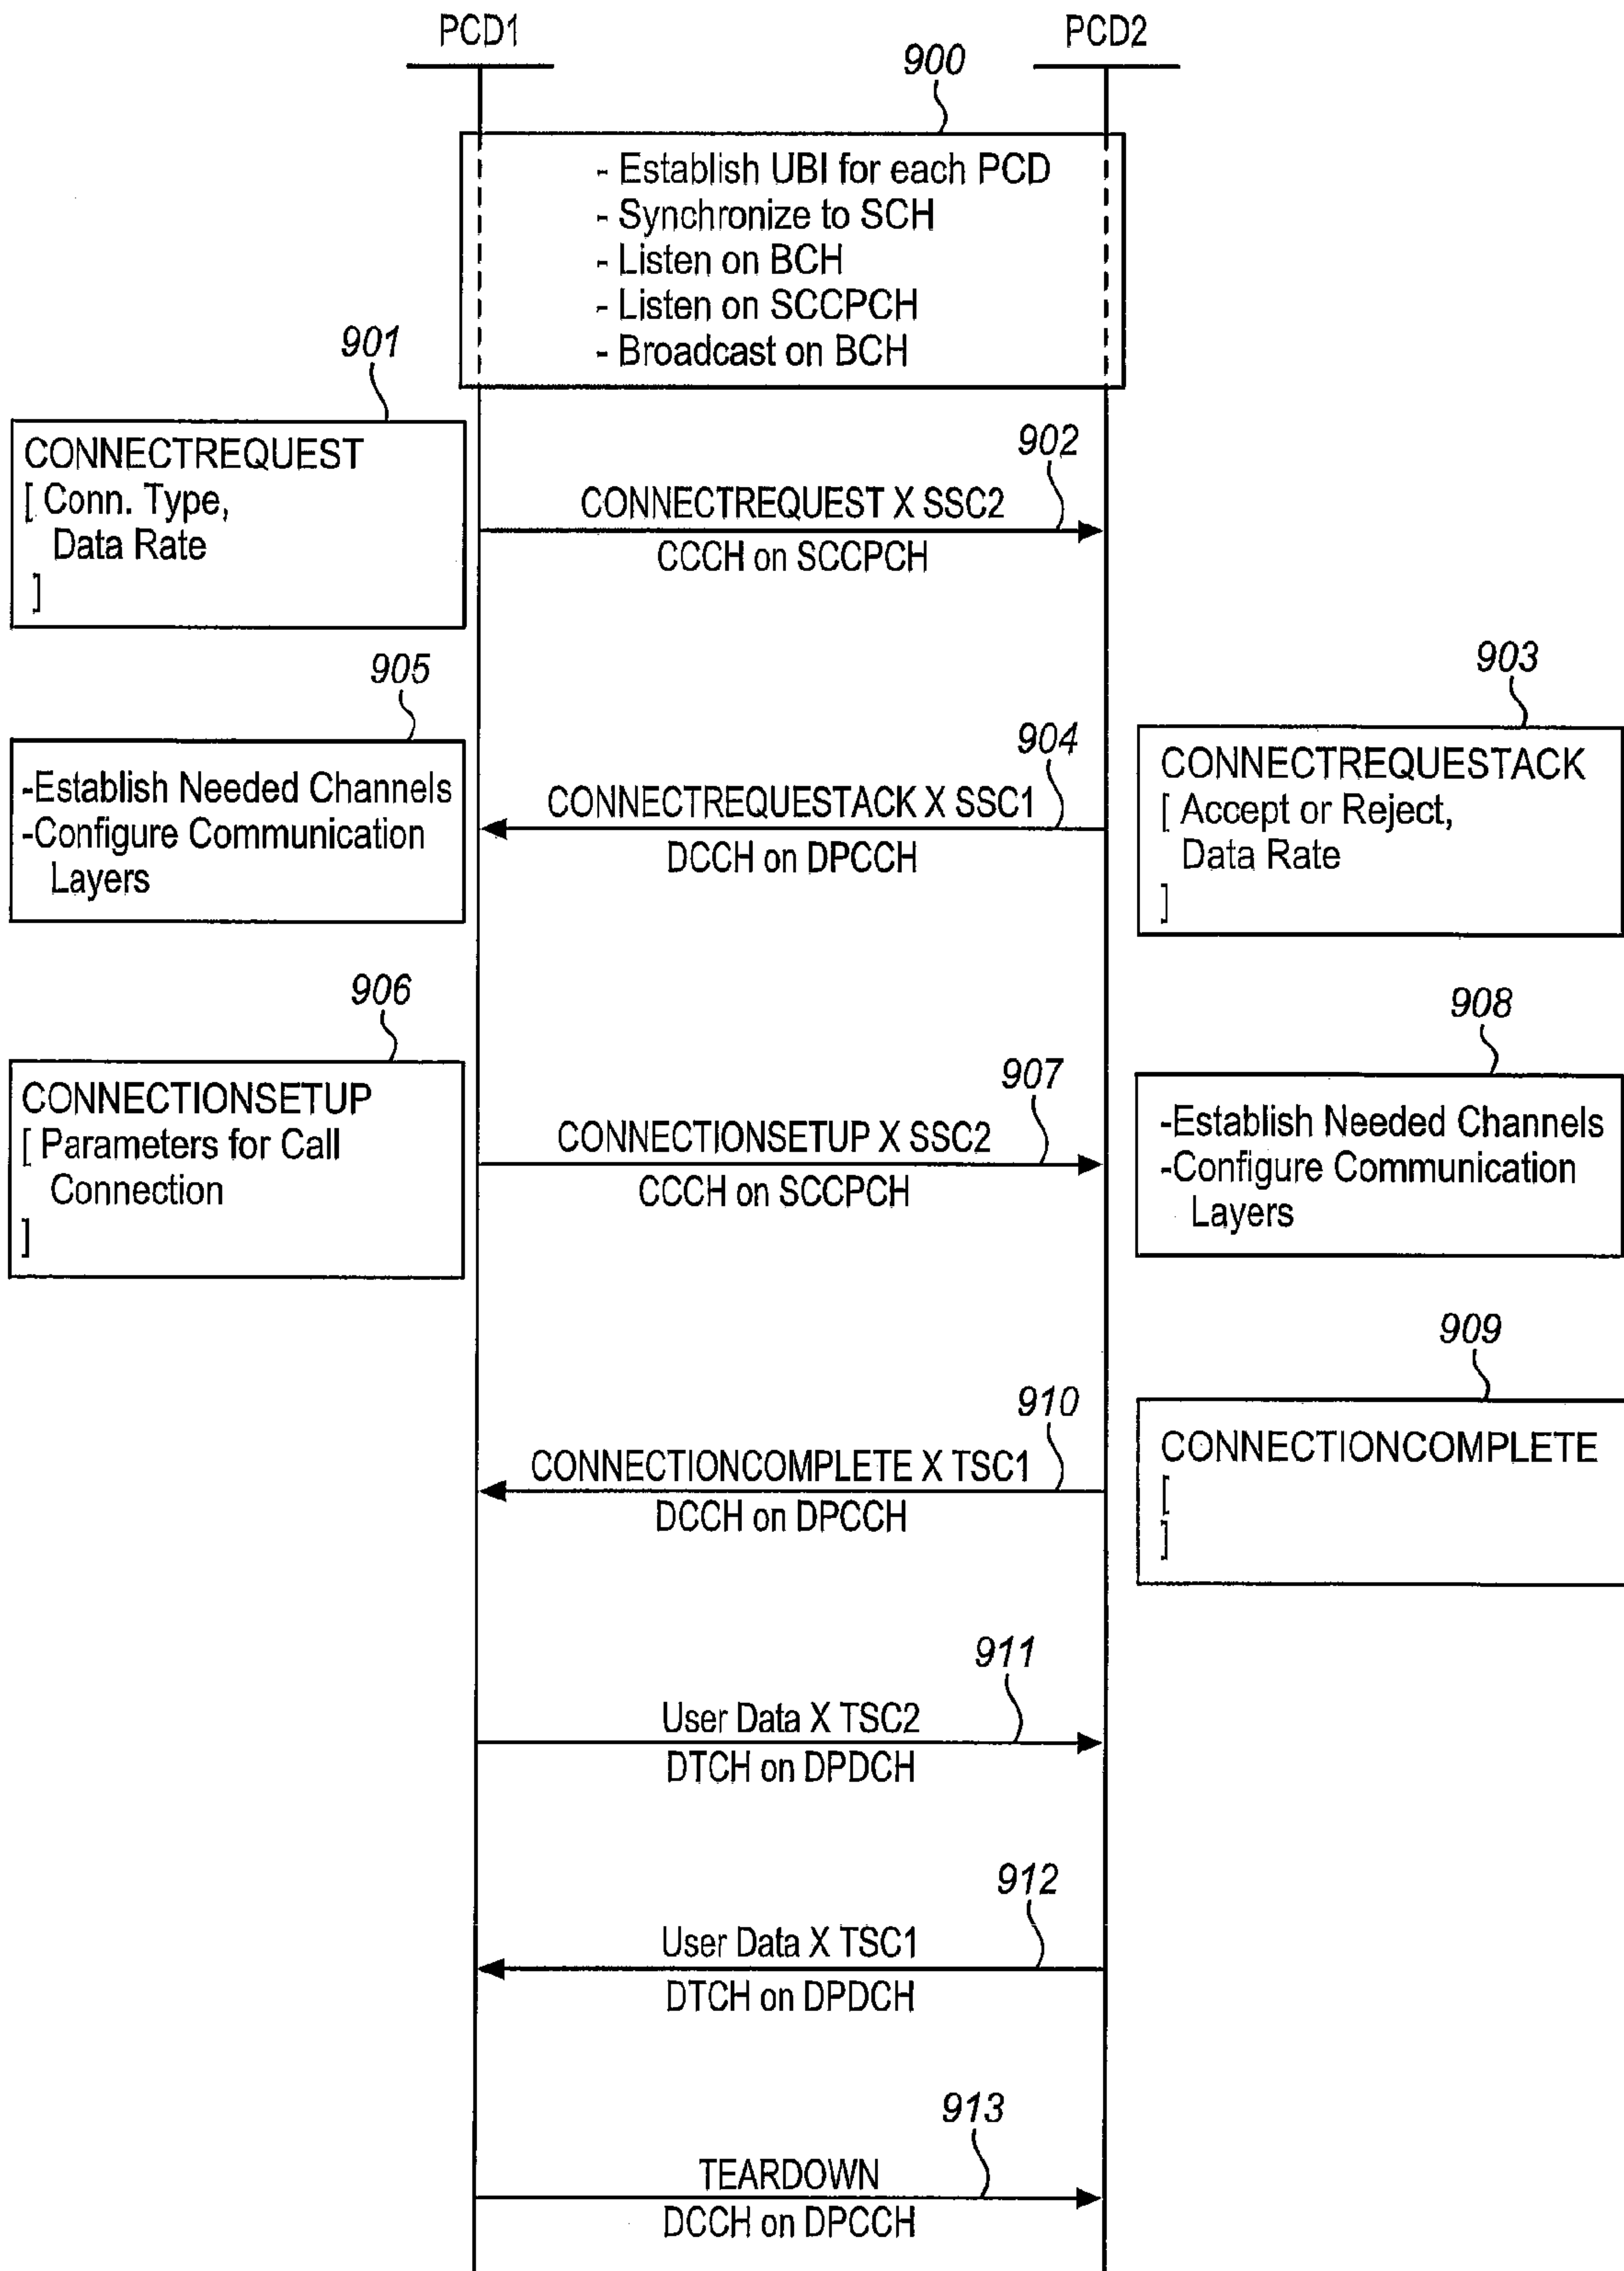 PCD1
PCD2
900
- Establish UBI for each PCD
- Synchronize to SCH
- Listen on BCH
- Listen on SCCPCH
- Broadcast on BCH
901
CONNECTREQUEST
[ Conn. Type,
Data Rate
]
902
CONNECTREQUEST X SSC2
CCCH on SCCPCH
903
CONNECTREQUESTACK
[ Accept or Reject,
Data Rate
]
904
CONNECTREQUESTACK X SSC1
DCCH on DPCCH
905
-Establish Needed Channels
-Configure Communication
Layers
906
CONNECTIONSETUP
[ Parameters for Call
Connection
]
907
CONNECTIONSETUP X SSC2
CCCH on SCCPCH
908
-Establish Needed Channels
-Configure Communication
Layers
909
CONNECTIONCOMPLETE
[
]
910
CONNECTIONCOMPLETE X TSC1
DCCH on DPCCH
911
User Data X TSC2
DTCH on DPDCH
912
User Data X TSC1
DTCH on DPDCH
913
TEARDOWN
DCCH on DPCCH